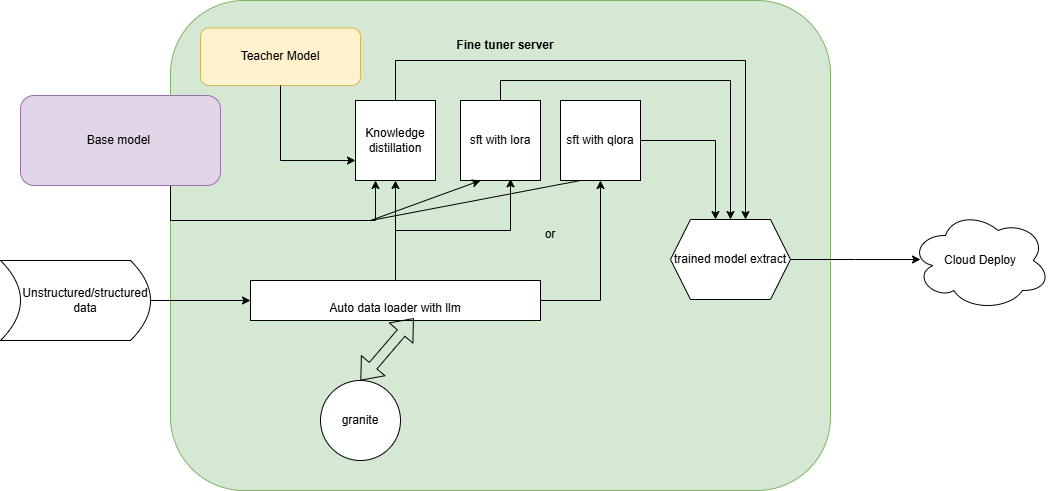 Fine tuner server
Teacher Model
Base model
Knowledge
distillation
sft with lora
sft with qlora
or
trained model extract
Cloud Deploy
Unstructured/structured
data
Auto data loader with llm
granite